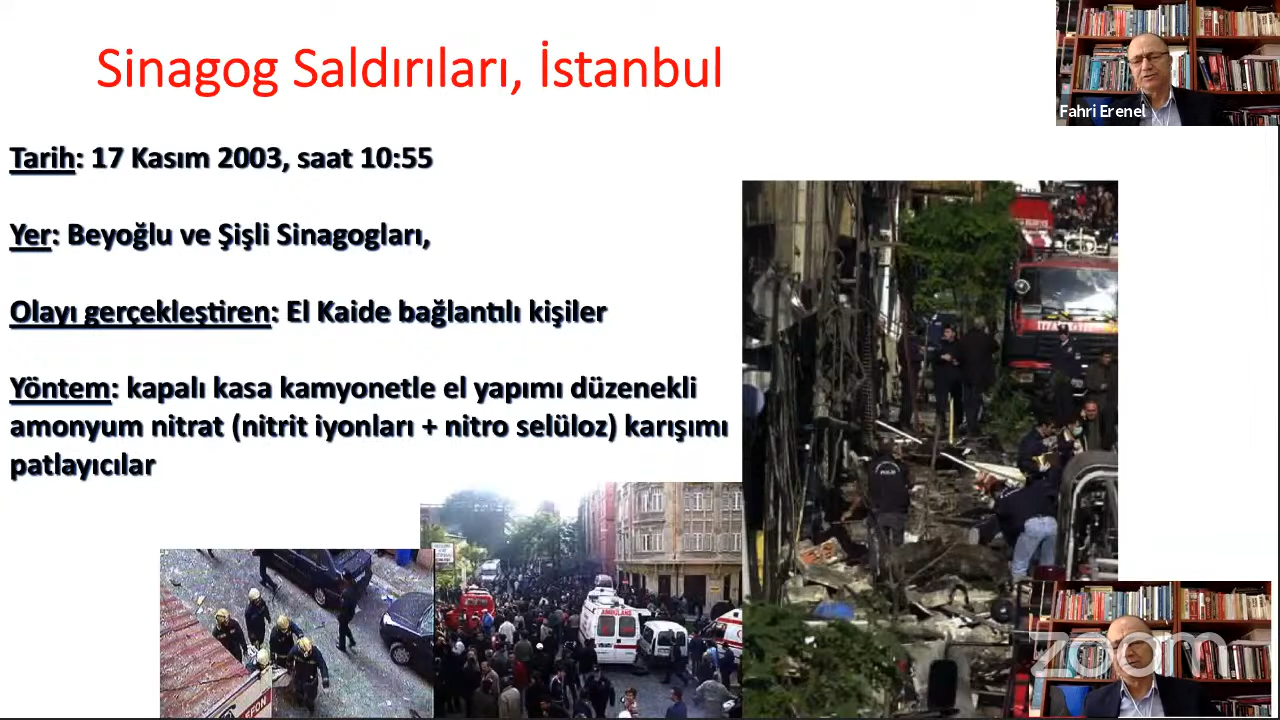 Sinagog Saldırıları, İstanbul
Fahri Erenel
Tarih: 17 Kasım 2003, saat 10:55
Yer: Beyoğlu ve Şişli Sinagogları,
Olayı gerçekleştiren: El Kaide bağlantılı kişiler
Yöntem: kapalı kasa kamyonetle el yapımı düzenekli
amonyum nitrat (nitrit iyonları + nitro selüloz) karışımı
patlayıcılar
POLİS
AMBULANS
zoom